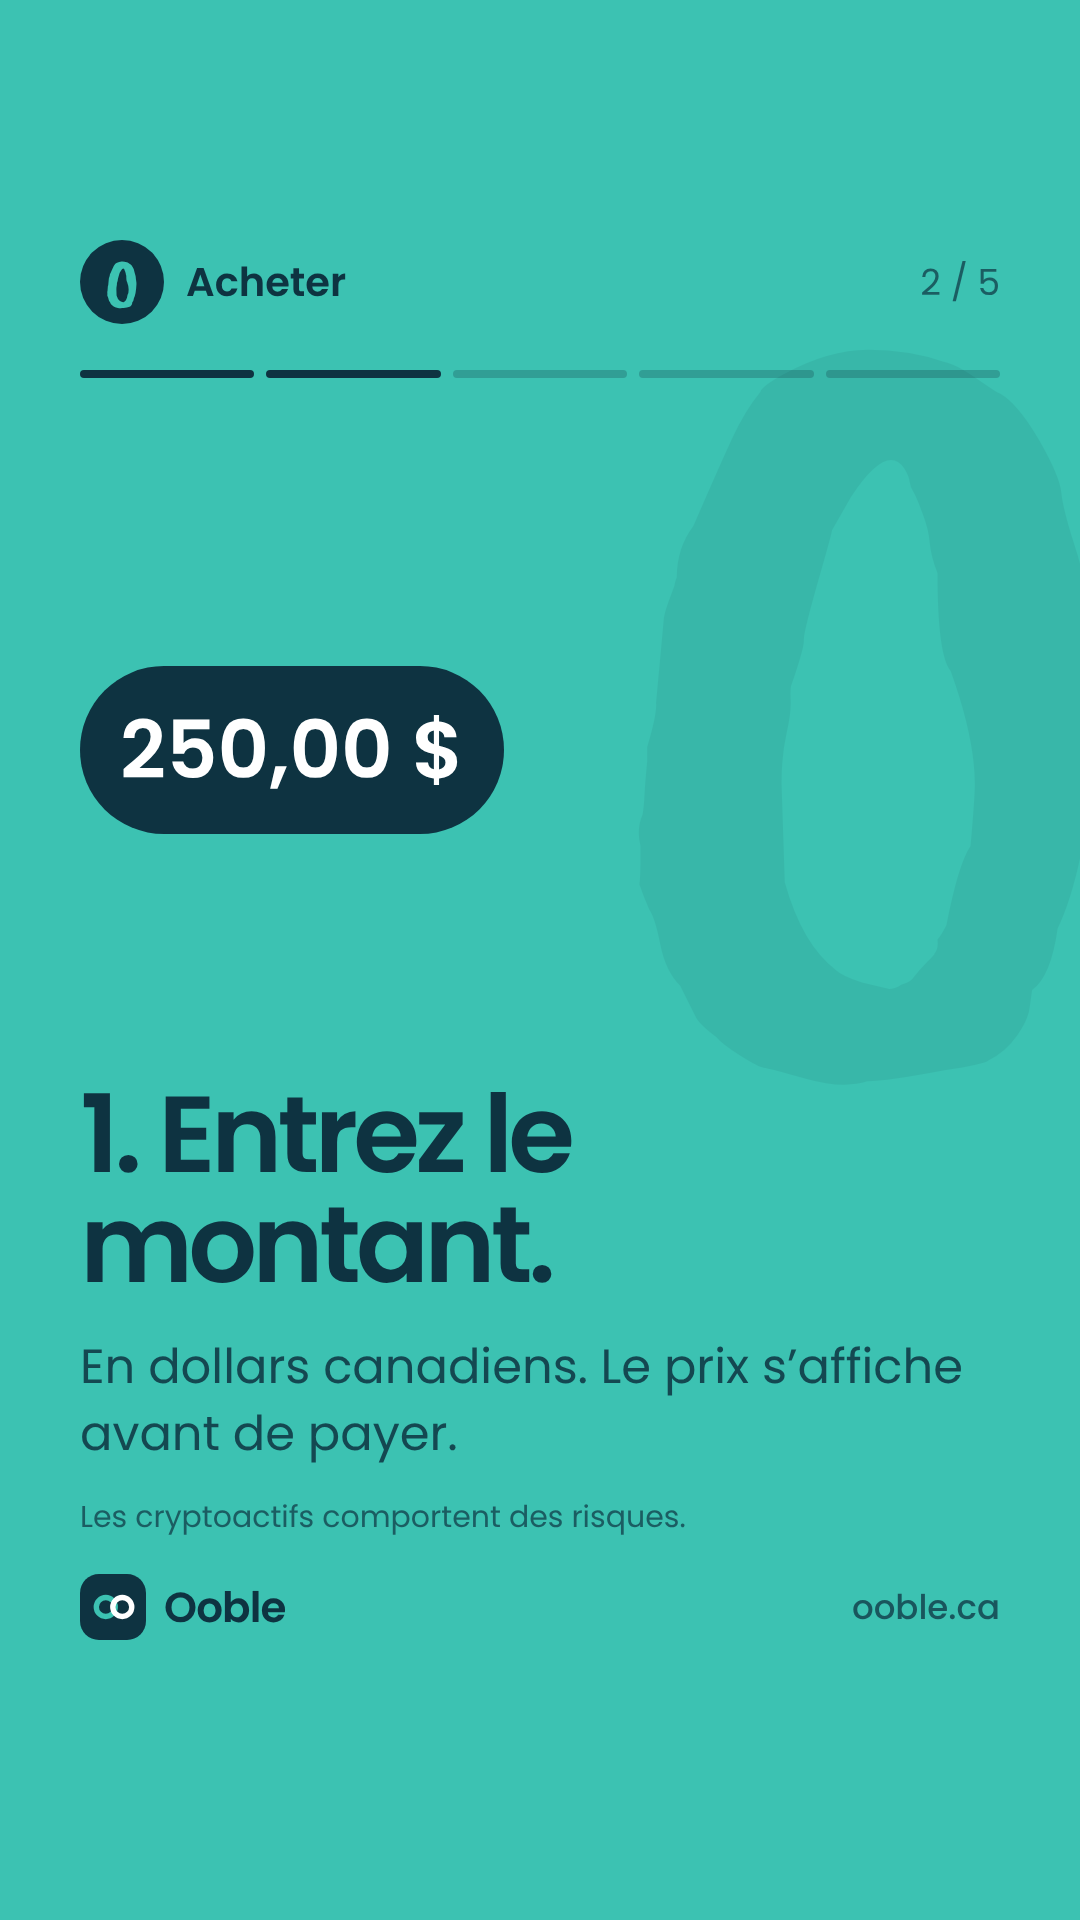 Acheter
2 / 5
250,00 $
1. Entrez le
montant.
En dollars canadiens. Le prix s’affiche
avant de payer.
Les cryptoactifs comportent des risques.
Ooble
ooble.ca